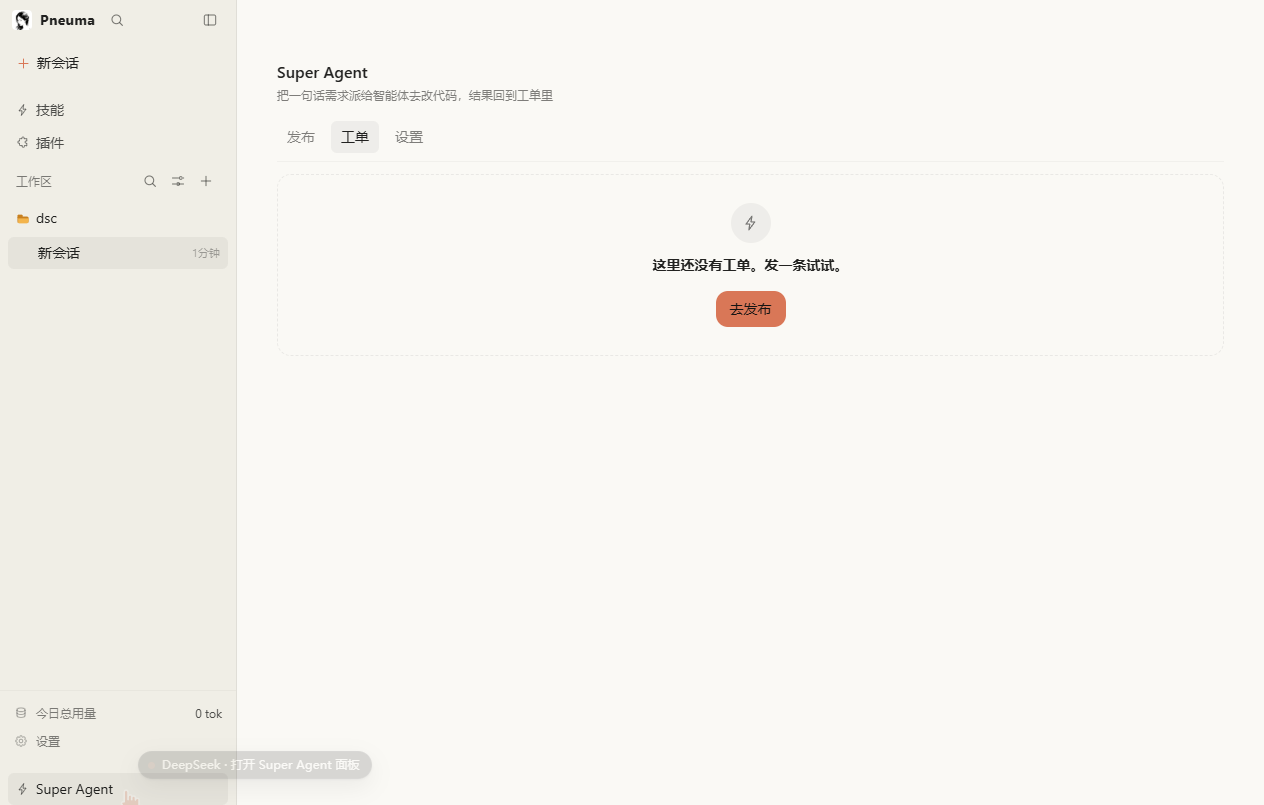 Pneuma
新会话
技能
插件
工作区
dsc
新会话 1分钟
今日总用量 0 tok
设置
Super Agent
Super Agent
把一句话需求派给智能体去改代码，结果回到工单里
发布 工单 设置
这里还没有工单。发一条试试。
去发布
DeepSeek · 打开 Super Agent 面板